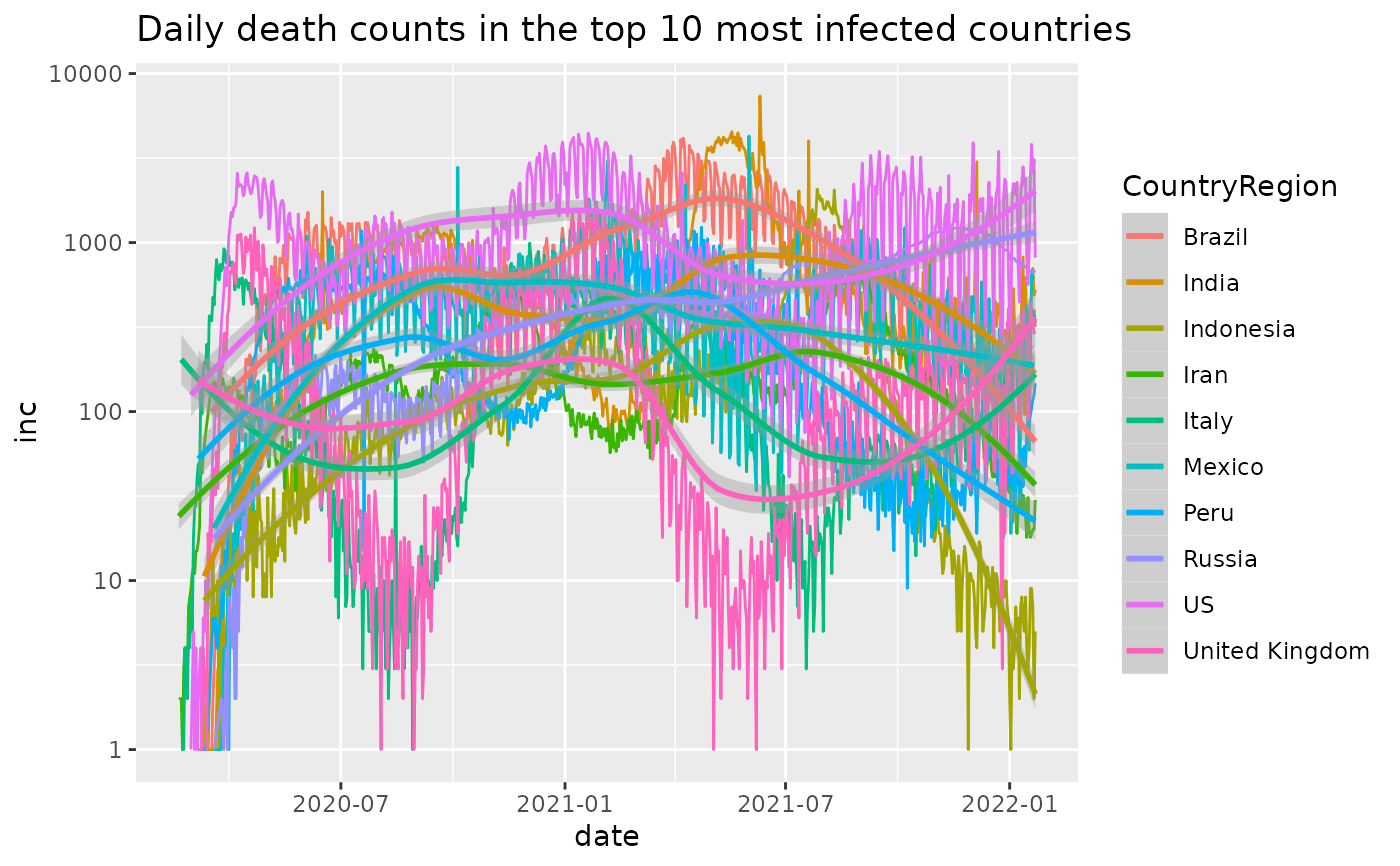 Daily death counts in the top 10 most infected countries
10000
1000
100
10
1
inc
2020-07
2021-01
2021-07
2022-01
date
CountryRegion
Brazil
India
Indonesia
Iran
Italy
Mexico
Peru
Russia
US
United Kingdom